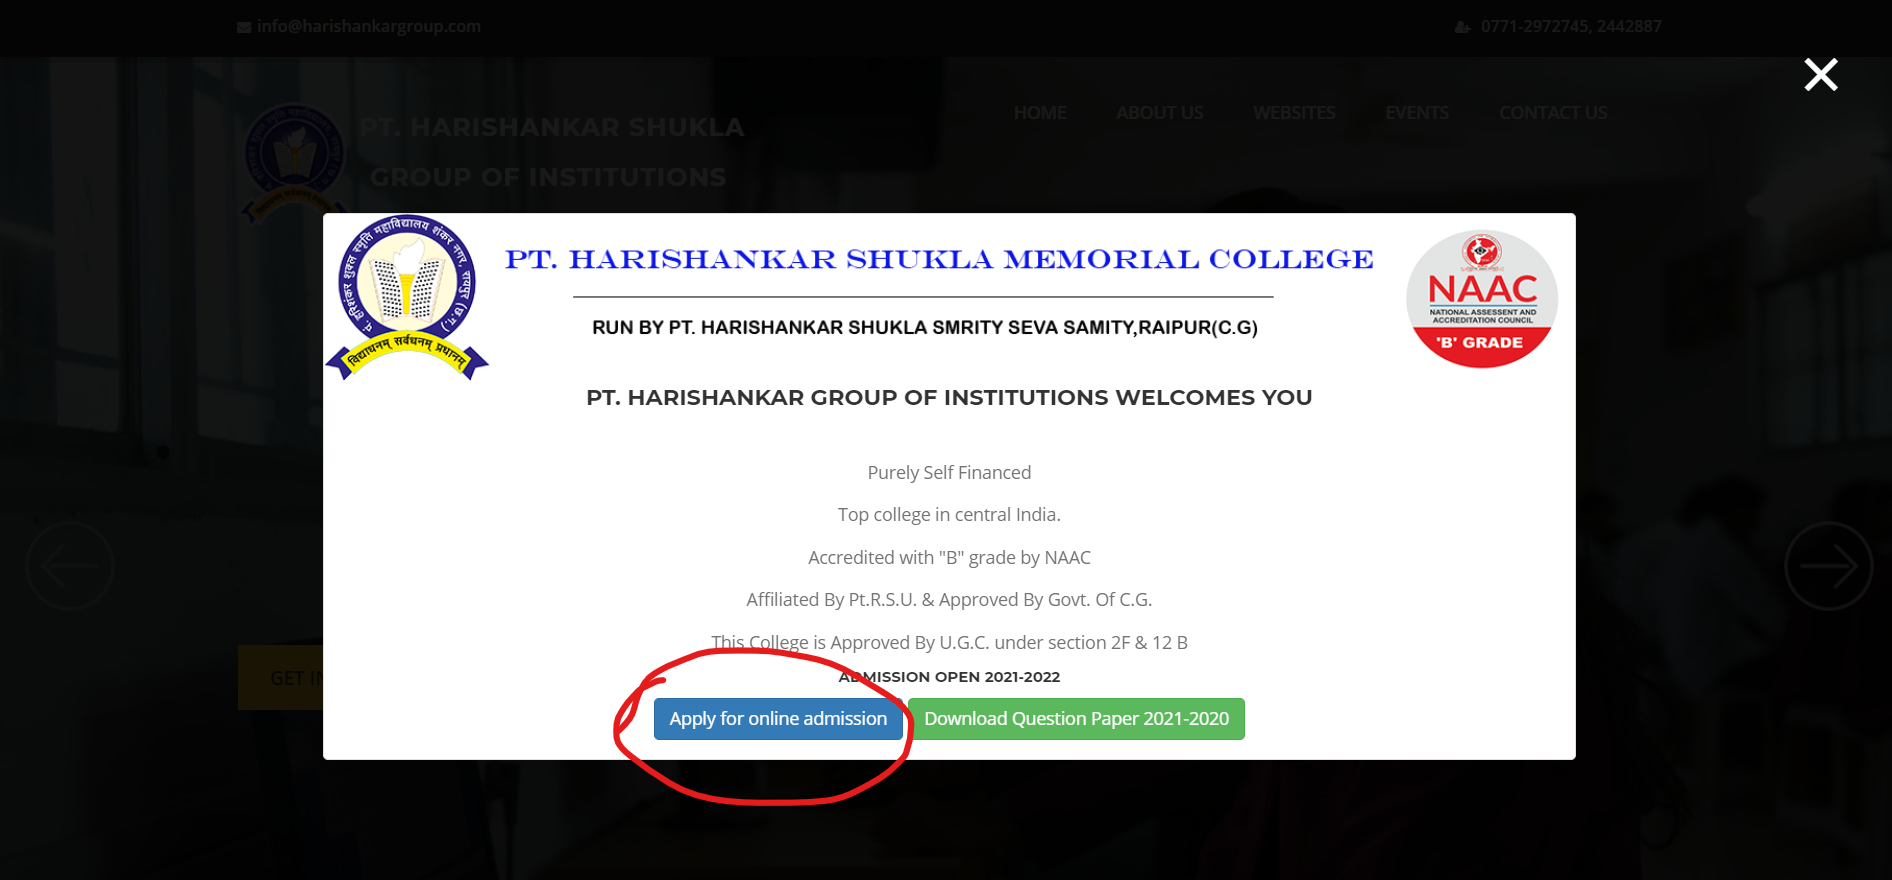 info@harishankargroup.com
0771-2972745, 2442887
PT. HARISHANKAR SHUKLA
GROUP OF INSTITUTIONS
HOME ABOUT US WEBSITES EVENTS CONTACT US
पं. हरिशंकर शुक्ल स्मृति महाविद्यालय शंकर नगर, रायपुर (छ.ग.)
विद्याधनम् सर्वधनम् प्रधानम्
PT. HARISHANKAR SHUKLA MEMORIAL COLLEGE
RUN BY PT. HARISHANKAR SHUKLA SMRITY SEVA SAMITY,RAIPUR(C.G)
NAAC
NATIONAL ASSESSMENT AND
ACCREDITATION COUNCIL
'B' GRADE
PT. HARISHANKAR GROUP OF INSTITUTIONS WELCOMES YOU
Purely Self Financed
Top college in central India.
Accredited with "B" grade by NAAC
Affiliated By Pt.R.S.U. & Approved By Govt. Of C.G.
This College is Approved By U.G.C. under section 2F & 12 B
ADMISSION OPEN 2021-2022
GET IN
Apply for online admission
Download Question Paper 2021-2020